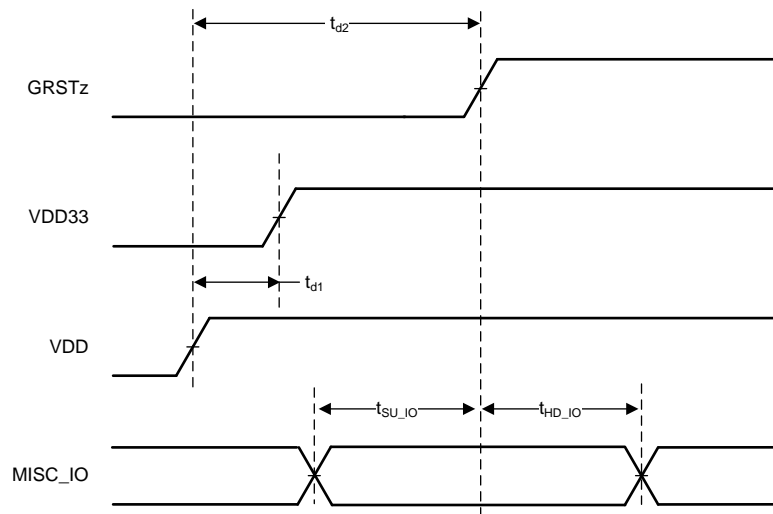 t_d2
GRSTz
VDD33
t_d1
VDD
t_SU_IO
t_HD_IO
MISC_IO